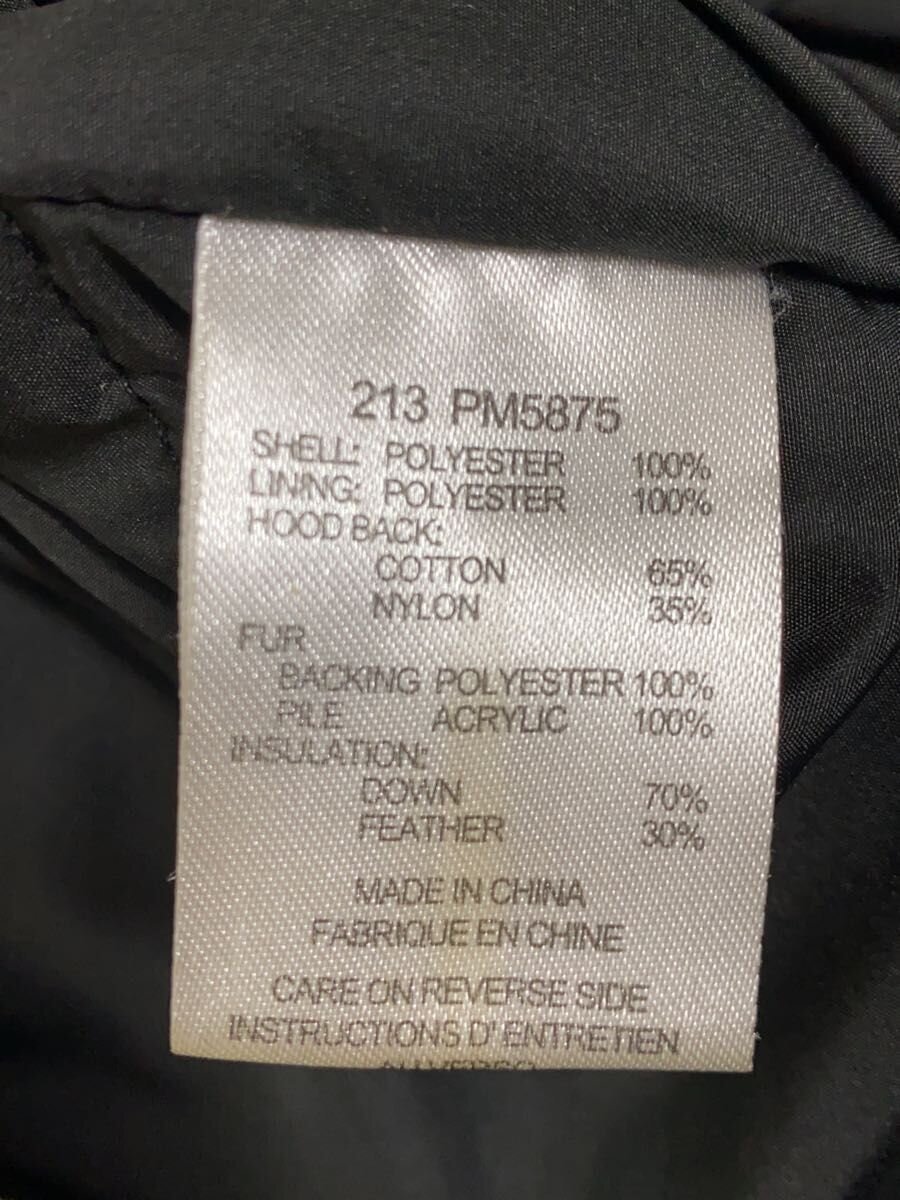 213 PM5875
SHELL: POLYESTER 100%
LINING: POLYESTER 100%
HOOD BACK:
COTTON 65%
NYLON 35%
FUR
BACKING POLYESTER 100%
PILE ACRYLIC 100%
INSULATION:
DOWN 70%
FEATHER 30%
MADE IN CHINA
FABRIQUE EN CHINE
CARE ON REVERSE SIDE
INSTRUCTIONS D' ENTRETIEN